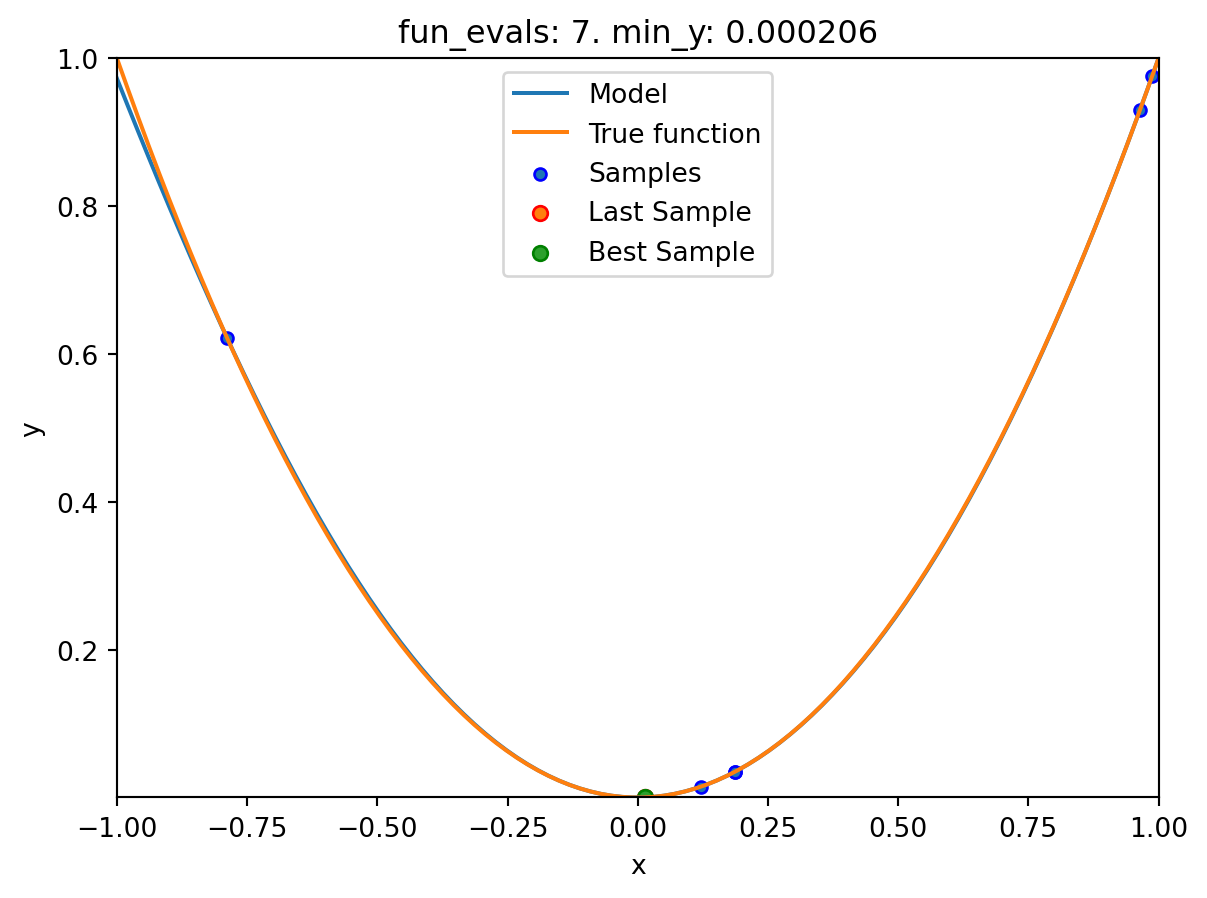 fun_evals: 7. min_y: 0.000206
1.0
0.8
0.6
0.4
0.2
y
Model
True function
Samples
Last Sample
Best Sample
−1.00 −0.75 −0.50 −0.25 0.00 0.25 0.50 0.75 1.00
x